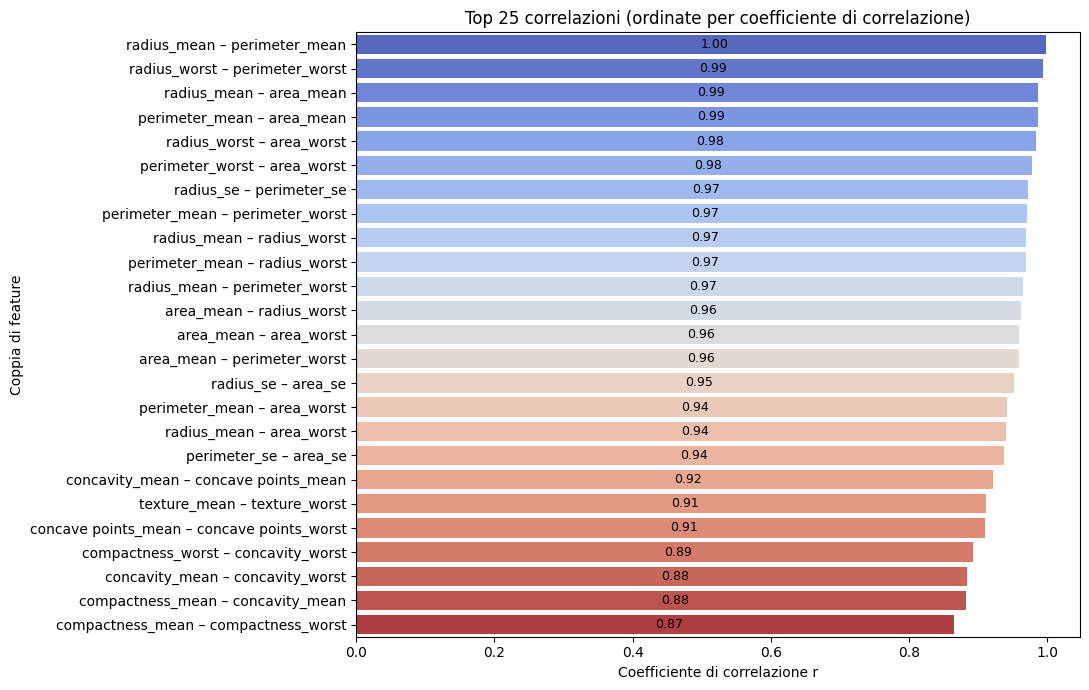 Top 25 correlazioni (ordinate per coefficiente di correlazione)
Coppia di feature
radius_mean – perimeter_mean 1.00
radius_worst – perimeter_worst 0.99
radius_mean – area_mean 0.99
perimeter_mean – area_mean 0.99
radius_worst – area_worst 0.98
perimeter_worst – area_worst 0.98
radius_se – perimeter_se 0.97
perimeter_mean – perimeter_worst 0.97
radius_mean – radius_worst 0.97
perimeter_mean – radius_worst 0.97
radius_mean – perimeter_worst 0.97
area_mean – radius_worst 0.96
area_mean – area_worst 0.96
area_mean – perimeter_worst 0.96
radius_se – area_se 0.95
perimeter_mean – area_worst 0.94
radius_mean – area_worst 0.94
perimeter_se – area_se 0.94
concavity_mean – concave points_mean 0.92
texture_mean – texture_worst 0.91
concave points_mean – concave points_worst 0.91
compactness_worst – concavity_worst 0.89
concavity_mean – concavity_worst 0.88
compactness_mean – concavity_mean 0.88
compactness_mean – compactness_worst 0.87
0.0 0.2 0.4 0.6 0.8 1.0
Coefficiente di correlazione r